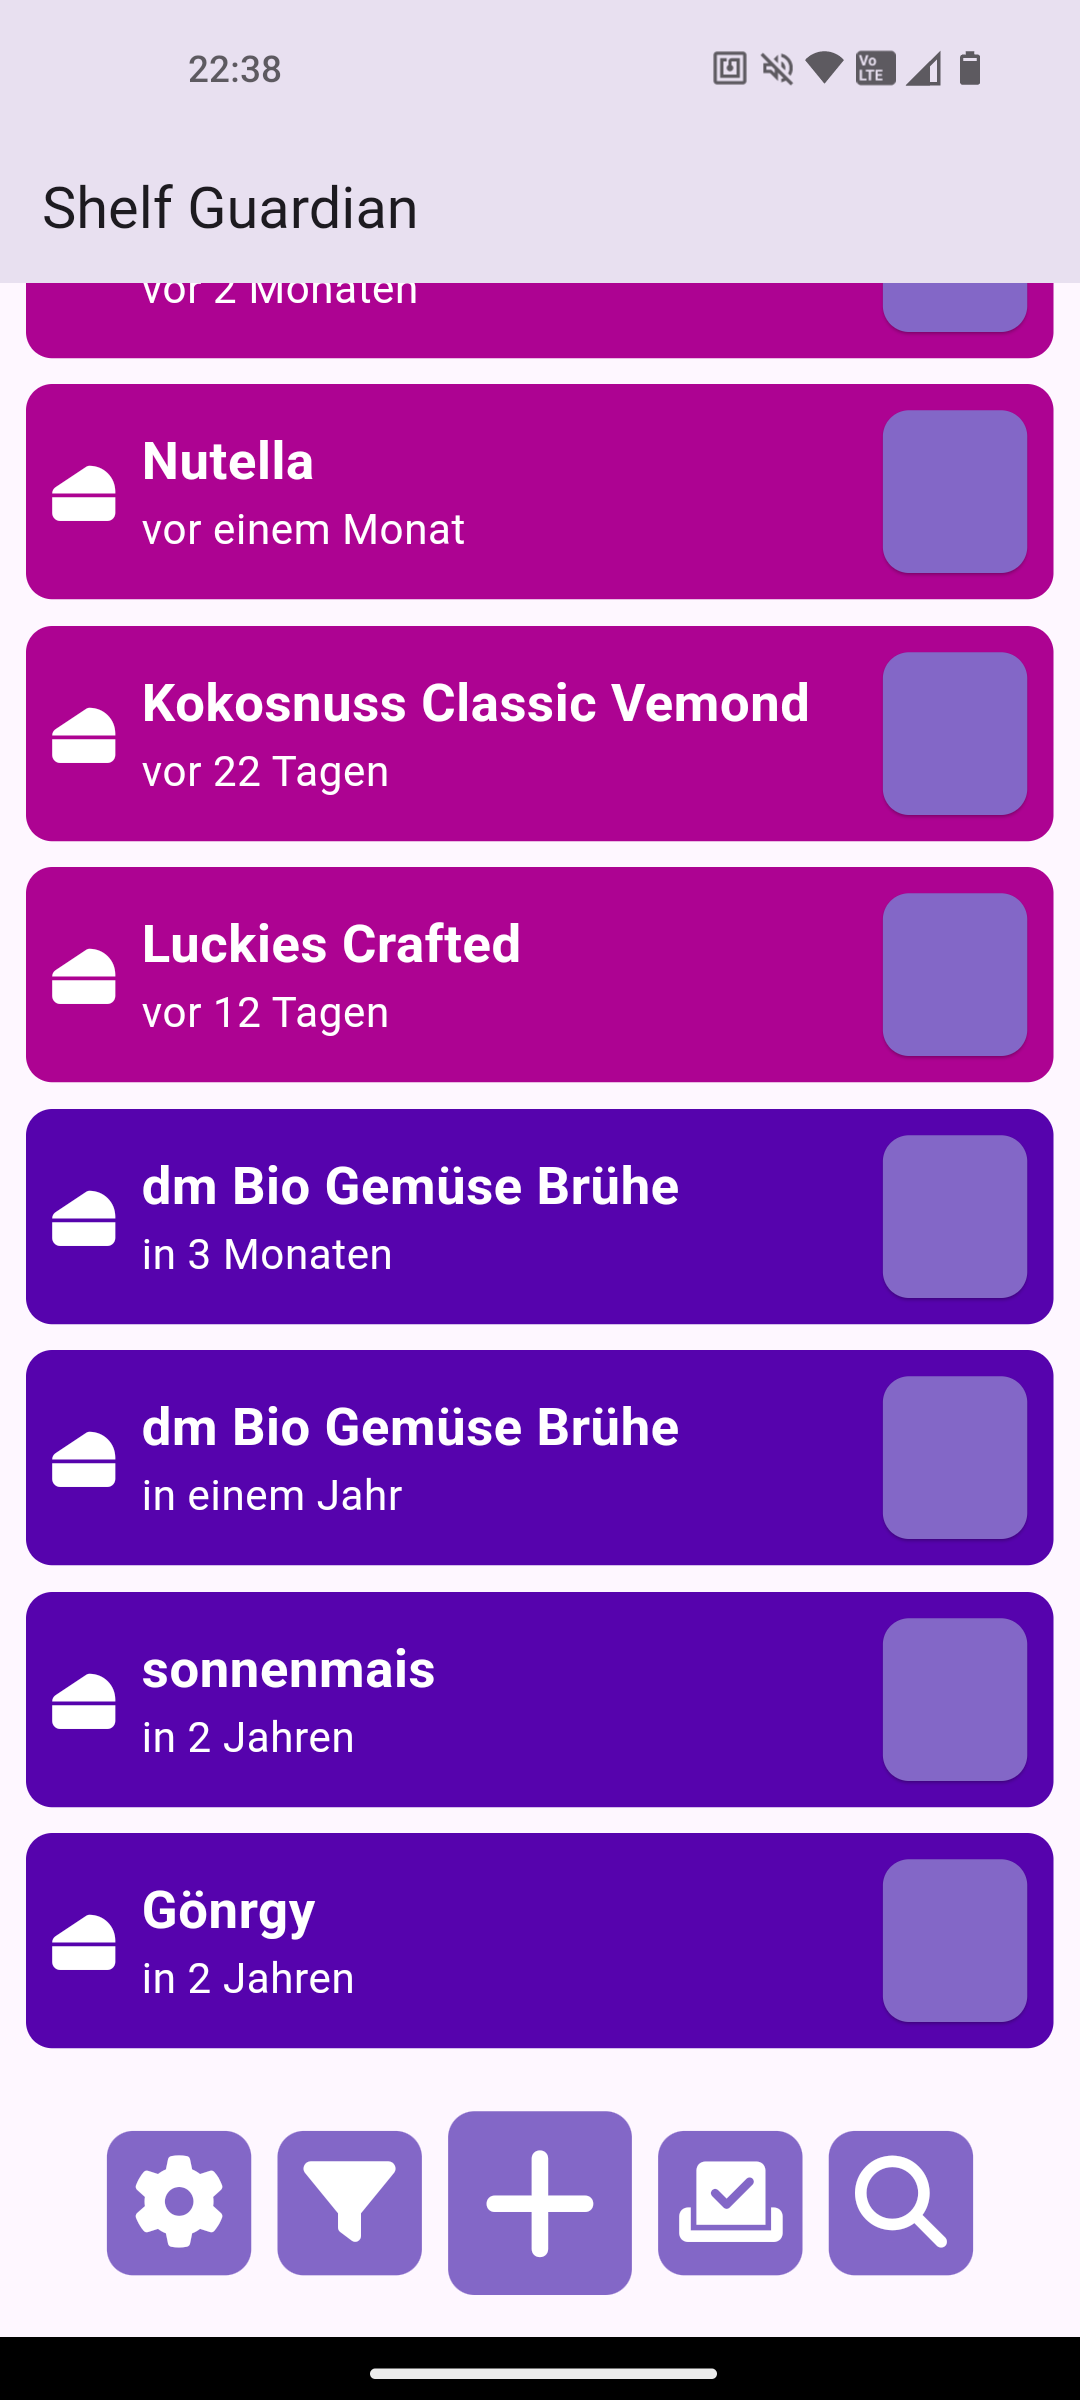 22:38
Vo
LTE
Shelf Guardian
vor 2 Monaten
Nutella
vor einem Monat
Kokosnuss Classic Vemond
vor 22 Tagen
Luckies Crafted
vor 12 Tagen
dm Bio Gemüse Brühe
in 3 Monaten
dm Bio Gemüse Brühe
in einem Jahr
sonnenmais
in 2 Jahren
Gönrgy
in 2 Jahren